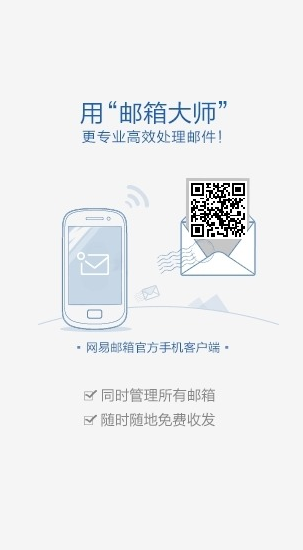 用“邮箱大师”
更专业高效处理邮件！
• 网易邮箱官方手机客户端 •
同时管理所有邮箱
随时随地免费收发